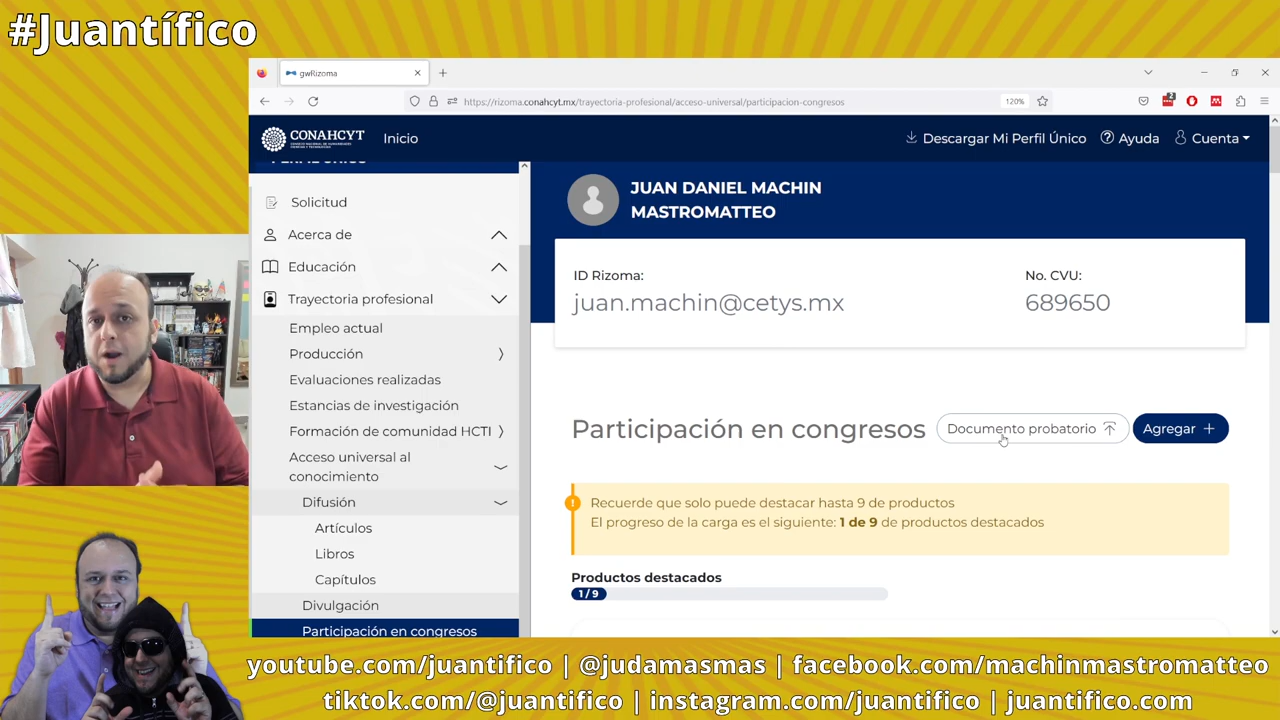 #Juantífico
gwRizoma
https://rizoma.conahcyt.mx/trayectoria-profesional/acceso-universal/participacion-congresos
120%
2
CONAHCYT
Inicio
Descargar Mi Perfil Único
Ayuda
Cuenta
Solicitud
Acerca de
Educación
Trayectoria profesional
Empleo actual
Producción
Evaluaciones realizadas
Estancias de investigación
Formación de comunidad HCTI
Acceso universal al
conocimiento
Difusión
Artículos
Libros
Capítulos
Divulgación
Participación en congresos
JUAN DANIEL MACHIN
MASTROMATTEO
ID Rizoma:
juan.machin@cetys.mx
No. CVU:
689650
Participación en congresos
Documento probatorio
Agregar +
Recuerde que solo puede destacar hasta 9 de productos
El progreso de la carga es el siguiente: 1 de 9 de productos destacados
Productos destacados
1 / 9
youtube.com/juantifico | @judamasmas | facebook.com/machinmastromatteo
tiktok.com/@juantifico | instagram.com/juantifico | juantifico.com